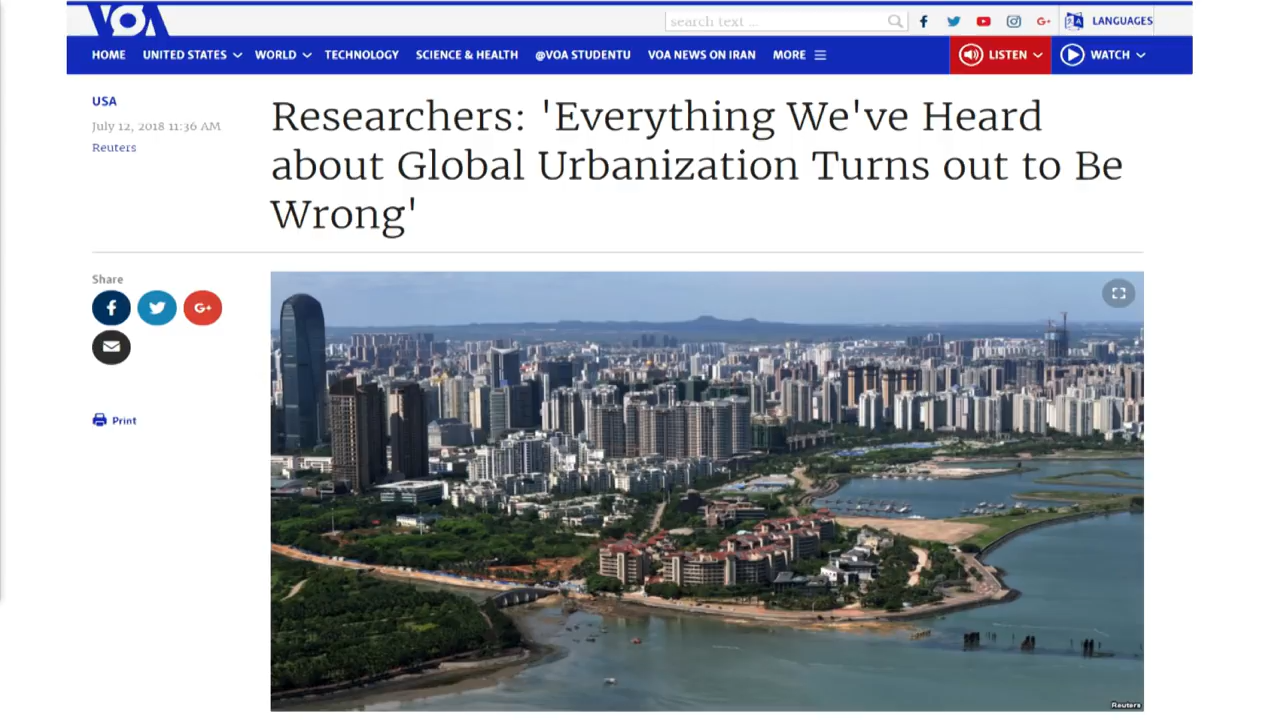 VOA
search text ...
LANGUAGES
HOME UNITED STATES WORLD TECHNOLOGY SCIENCE & HEALTH @VOA STUDENTU VOA NEWS ON IRAN MORE LISTEN WATCH
USA
July 12, 2018 11:36 AM
Reuters
Researchers: 'Everything We've Heard
about Global Urbanization Turns out to Be
Wrong'
Share
Print
Reuters